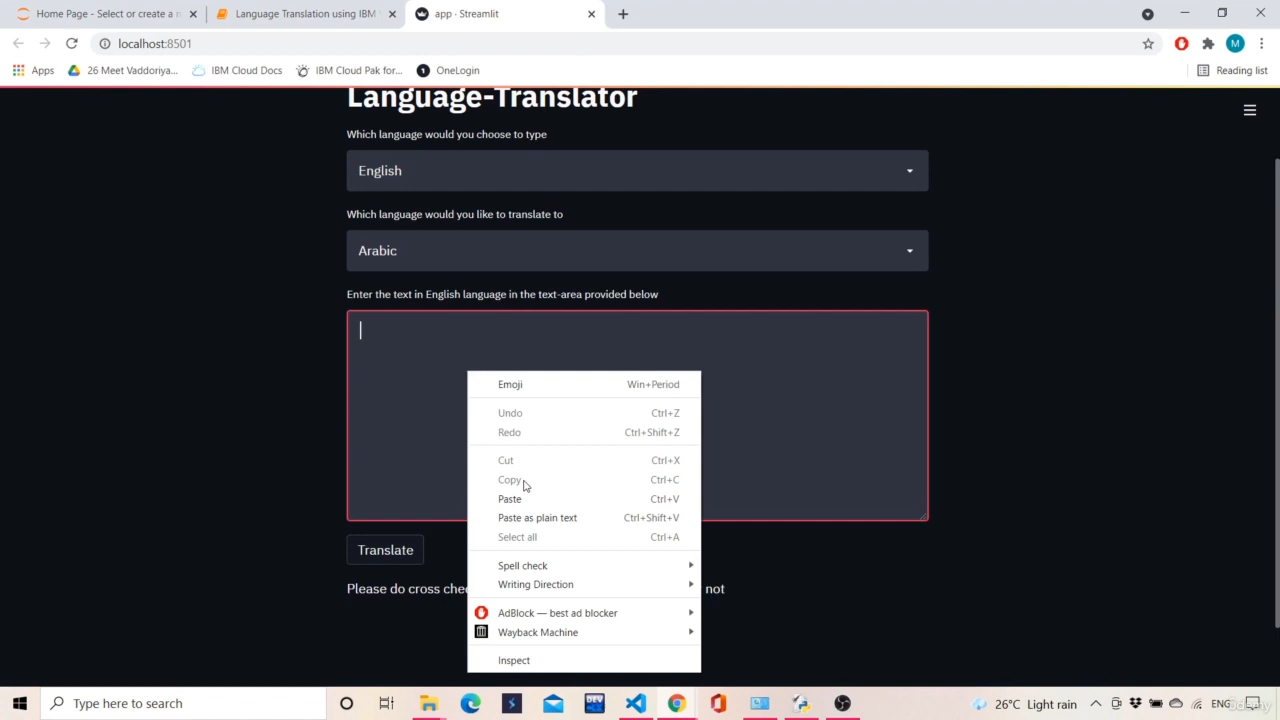 Home Page - Select or create a n
Language Translation using IBM
app · Streamlit
localhost:8501
M
Apps
26 Meet Vaddoriya...
IBM Cloud Docs
IBM Cloud Pak for...
OneLogin
Reading list
Language-Translator
Which language would you choose to type
English
Which language would you like to translate to
Arabic
Enter the text in English language in the text-area provided below
Emoji Win+Period
Undo Ctrl+Z
Redo Ctrl+Shift+Z
Cut Ctrl+X
Copy Ctrl+C
Paste Ctrl+V
Paste as plain text Ctrl+Shift+V
Select all Ctrl+A
Translate
Spell check
Writing Direction
Please do cross chec
not
AdBlock — best ad blocker
Wayback Machine
Inspect
Type here to search
DEV
26°C Light rain
ENG
Udemy